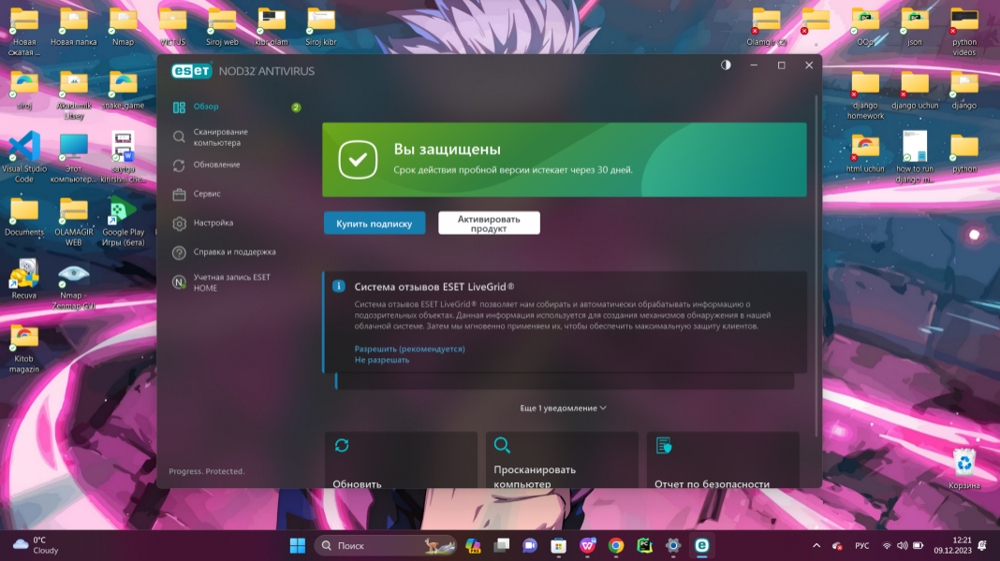 Новая
сжатая ...
Новая папка
Nmap
VICTUS
Siroj web
kibr olam
Siroj kibr
Olamgir (2)
OOp
json
python
videos
siroj
Akademik
Litsey
snake_game
django
homework
django uchun
django
Visual Studio
Code
Этот
компьютер...
saytga
kinrshni che...
html uchun
how to run
django m...
python
Documents
OLAMAGIR
WEB
Google Play
Игры (бета)
Recuva
Nmap -
Zenmap GUI
Kitob
magazin
Корзина
eset NOD32 ANTIVIRUS
Обзор
2
Сканирование
компьютера
Обновление
Сервис
Настройка
Справка и поддержка
Учетная запись ESET
HOME
Progress. Protected.
Вы защищены
Срок действия пробной версии истекает через 30 дней.
Купить подписку
Активировать
продукт
Система отзывов ESET LiveGrid®
Система отзывов ESET LiveGrid® позволяет нам собирать и автоматически обрабатывать информацию о
подозрительных объектах. Данная информация используется для создания механизмов обнаружения в нашей
облачной системе. Затем мы мгновенно применяем их, чтобы обеспечить максимальную защиту клиентов.
Разрешить (рекомендуется)
Не разрешать
Еще 1 уведомление
Обновить
Просканировать
компьютер
Отчет по безопасности
0°C
Cloudy
Поиск
РУС
12:21
09.12.2023